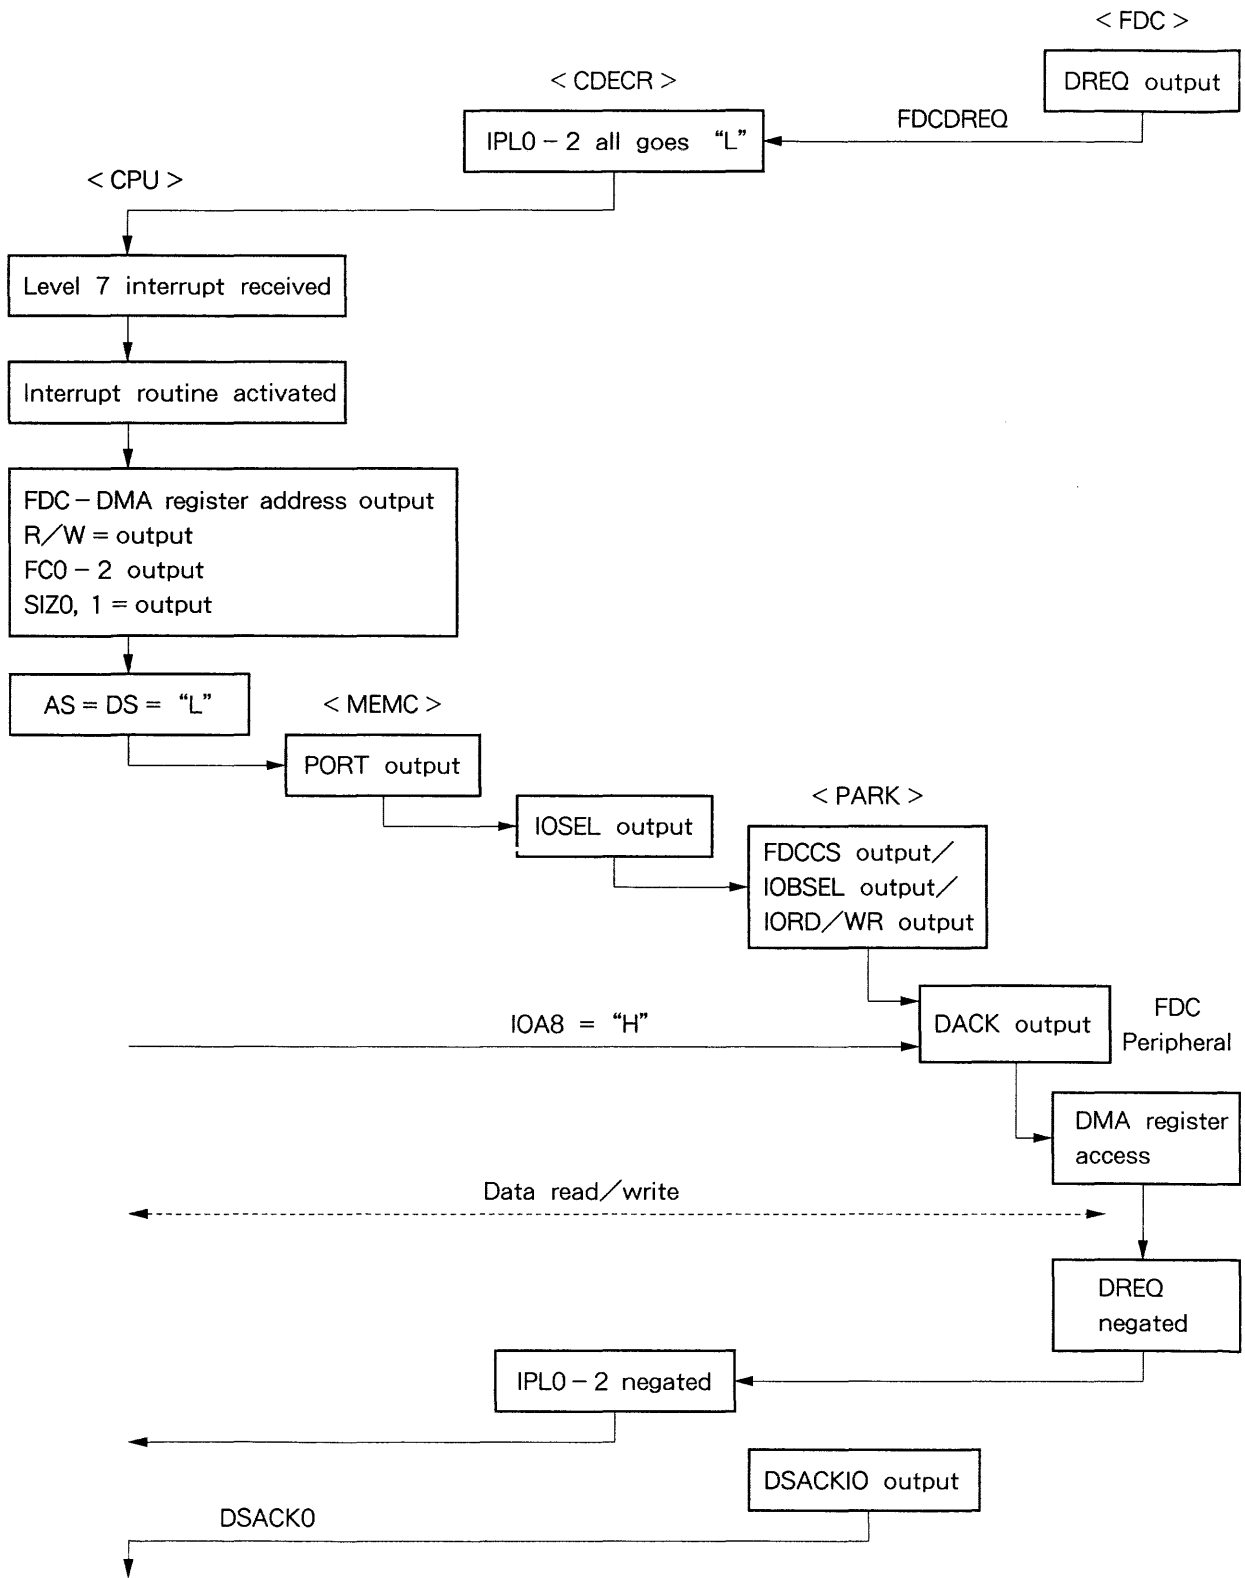 < FDC >
DREQ output
< CDECR >
FDCDREQ
IPL0－2 all goes “L”
< CPU >
Level 7 interrupt received
Interrupt routine activated
FDC－DMA register address output
R／W = output
FC0－2 output
SIZ0, 1 = output
AS = DS = “L”
< MEMC >
PORT output
< PARK >
IOSEL output
FDCCS output／
IOBSEL output／
IORD／WR output
IOA8 = “H”
DACK output
FDC
Peripheral
DMA register
access
Data read／write
DREQ
negated
IPL0－2 negated
DSACKIO output
DSACK0